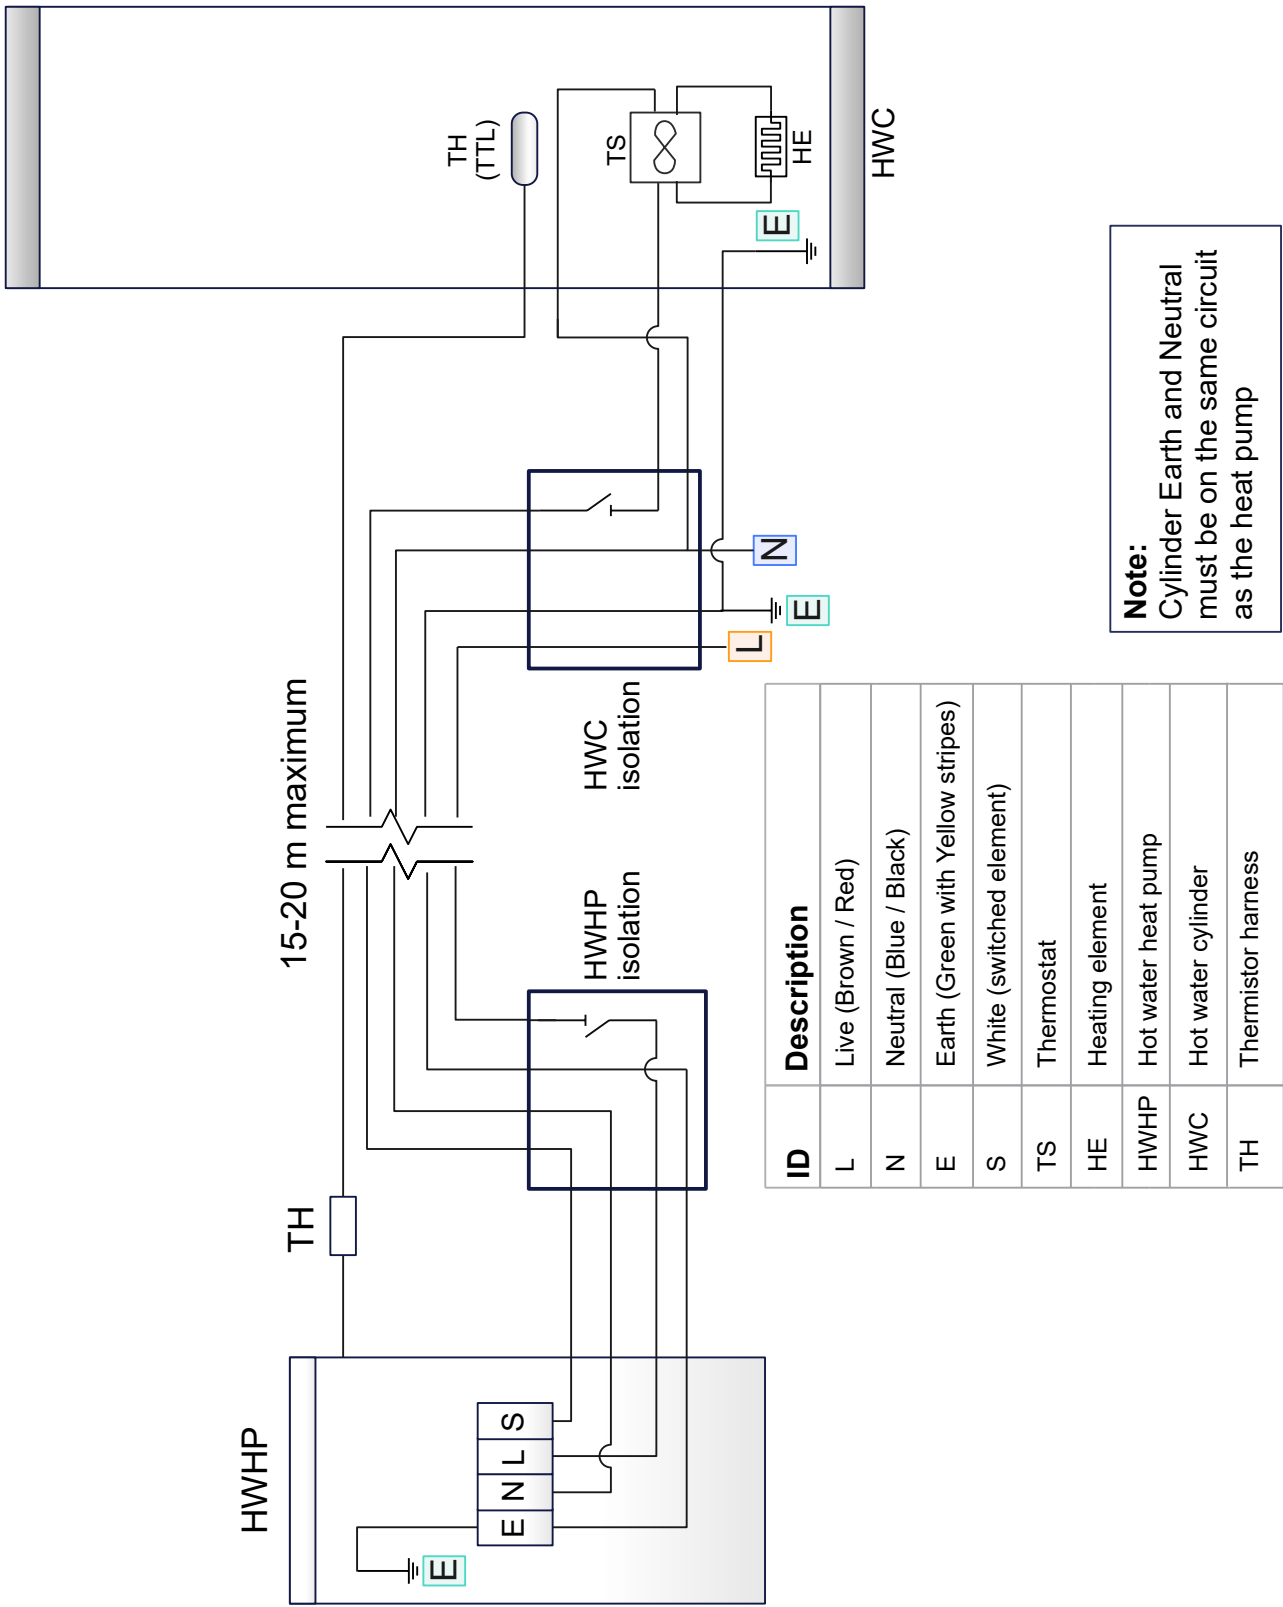 HWHP
TH
15-20 m maximum
TH
(TTL)
TS
HE
E
HWC
E N L S
E
HWHP
isolation
HWC
isolation
L
E
N
ID Description
L Live (Brown / Red)
N Neutral (Blue / Black)
E Earth (Green with Yellow stripes)
S White (switched element)
TS Thermostat
HE Heating element
HWHP Hot water heat pump
HWC Hot water cylinder
TH Thermistor harness
Note:
Cylinder Earth and Neutral
must be on the same circuit
as the heat pump